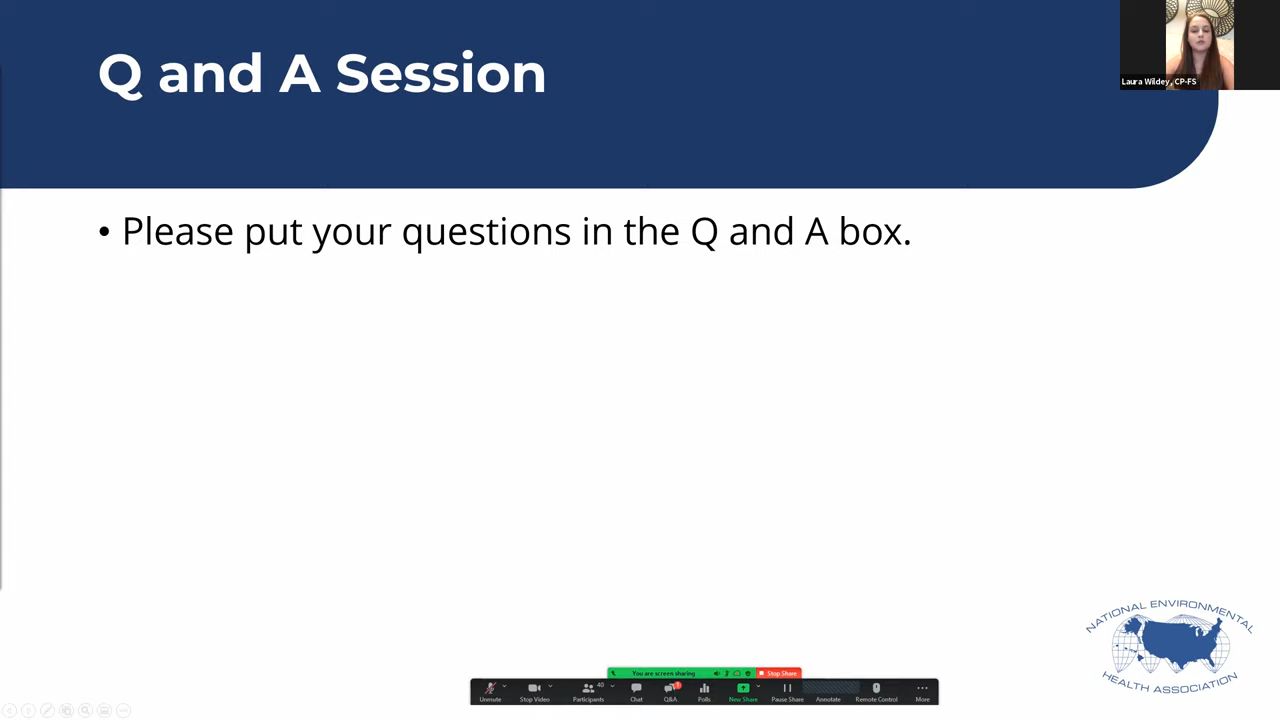 Q and A Session
Laura Wildey, CP-FS
• Please put your questions in the Q and A box.
NATIONAL ENVIRONMENTAL
HEALTH ASSOCIATION
You are screen sharing
Stop Share
40
1
Unmute
Stop Video
Participants
Chat
Q&A
Polls
New Share
Pause Share
Annotate
Remote Control
More